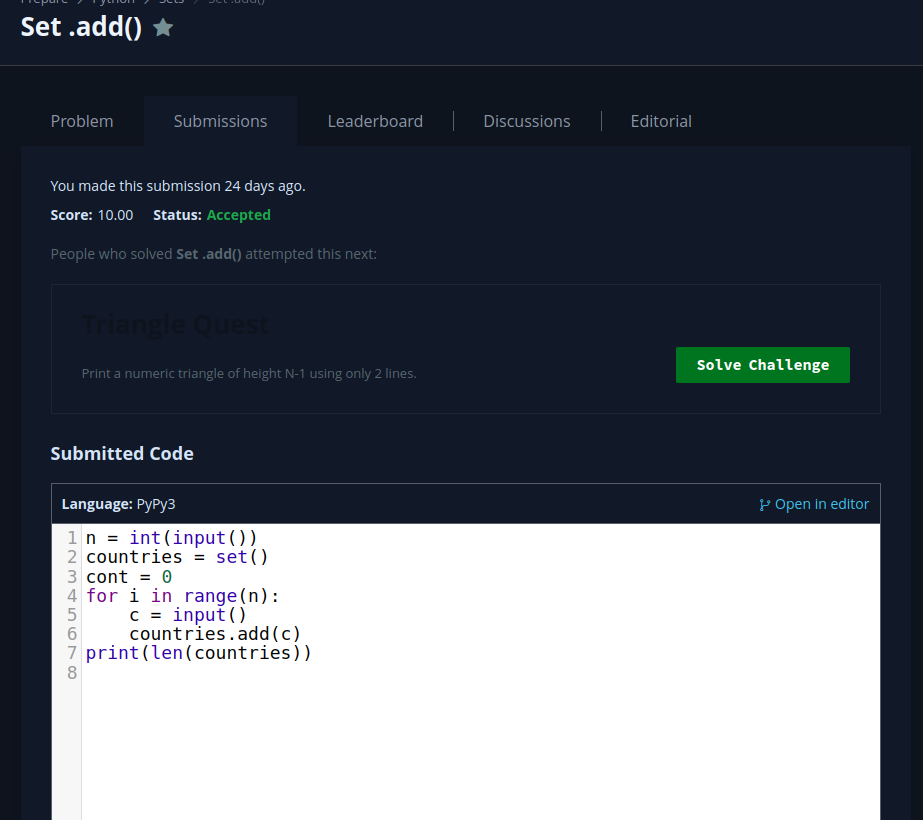 Prepare > Python > Sets > Set .add()
Set .add()
Problem Submissions Leaderboard Discussions Editorial
You made this submission 24 days ago.
Score: 10.00 Status: Accepted
People who solved Set .add() attempted this next:
Triangle Quest
Print a numeric triangle of height N-1 using only 2 lines.
Solve Challenge
Submitted Code
Language: PyPy3 Open in editor
1 n = int(input())
2 countries = set()
3 cont = 0
4 for i in range(n):
5     c = input()
6     countries.add(c)
7 print(len(countries))
8